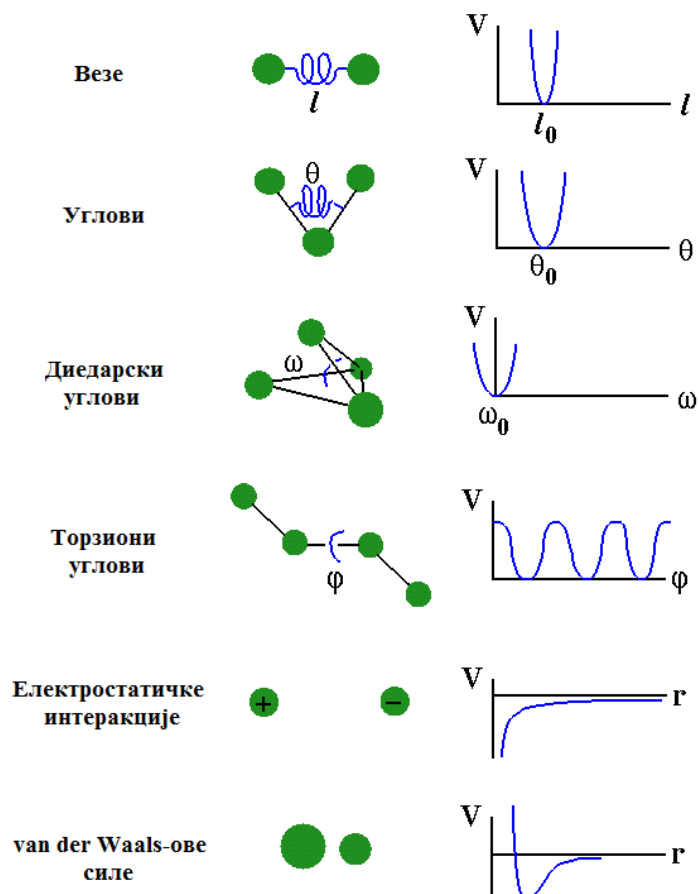 Везе
l
V
l
l₀
Углови
θ
V
θ
θ₀
Диедарски
углови
ω
V
ω
ω₀
Торзиони
углови
φ
V
φ
Електростатичке
интеракције
+
−
V
r
van der Waals-ове
силе
V
r